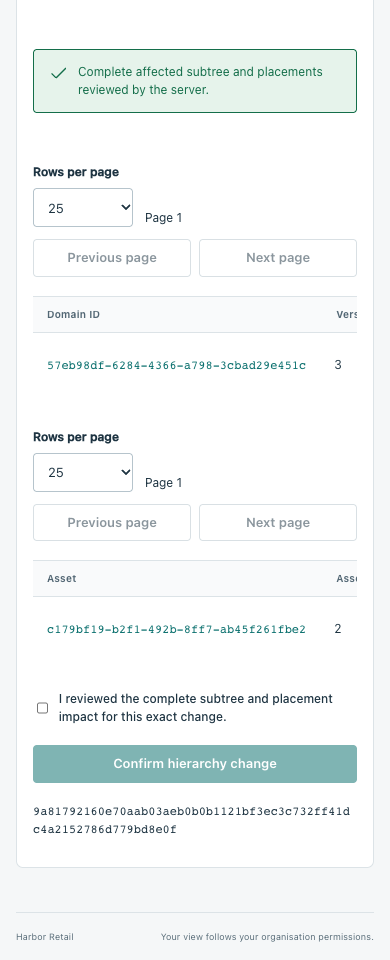 Complete affected subtree and placements
reviewed by the server.
Rows per page
25
Page 1
Previous page
Next page
Domain ID
Vers
57eb98df-6284-4366-a798-3cbad29e451c
3
Rows per page
25
Page 1
Previous page
Next page
Asset
Asse
c179bf19-b2f1-492b-8ff7-ab45f261fbe2
2
I reviewed the complete subtree and placement
impact for this exact change.
Confirm hierarchy change
9a81792160e70aab03aeb0b0b1121bf3ec3c732ff41d
c4a2152786d779bd8e0f
Harbor Retail
Your view follows your organisation permissions.